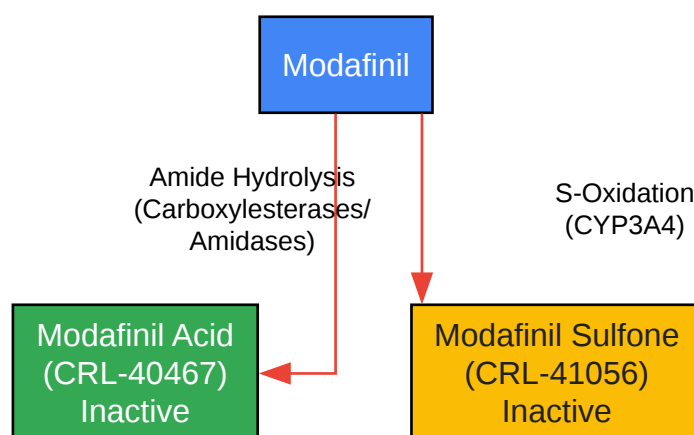 Modafinil
Amide Hydrolysis
(Carboxylesterases/
Amidases)
S-Oxidation
(CYP3A4)
Modafinil Acid
(CRL-40467)
Inactive
Modafinil Sulfone
(CRL-41056)
Inactive